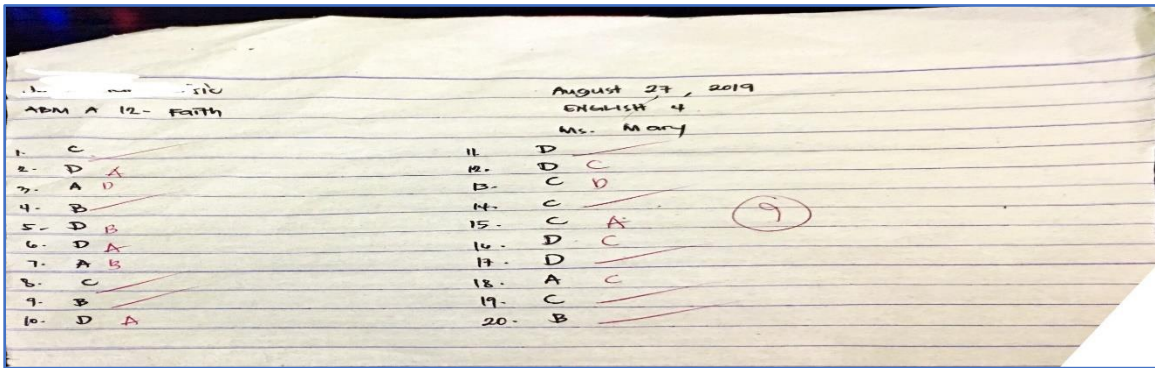 ABM A 12- Faith
1. C
2- D A
3. A D
4- B
5- D B
6- D A
7. A B
8- C
9- B
10- D A
August 27, 2019
ENGLISH 4
Ms. Mary
11. D
12. D C
13- C D
14- C
15- C A
16- D C
17- D
18. A C
19- C
20- B
9